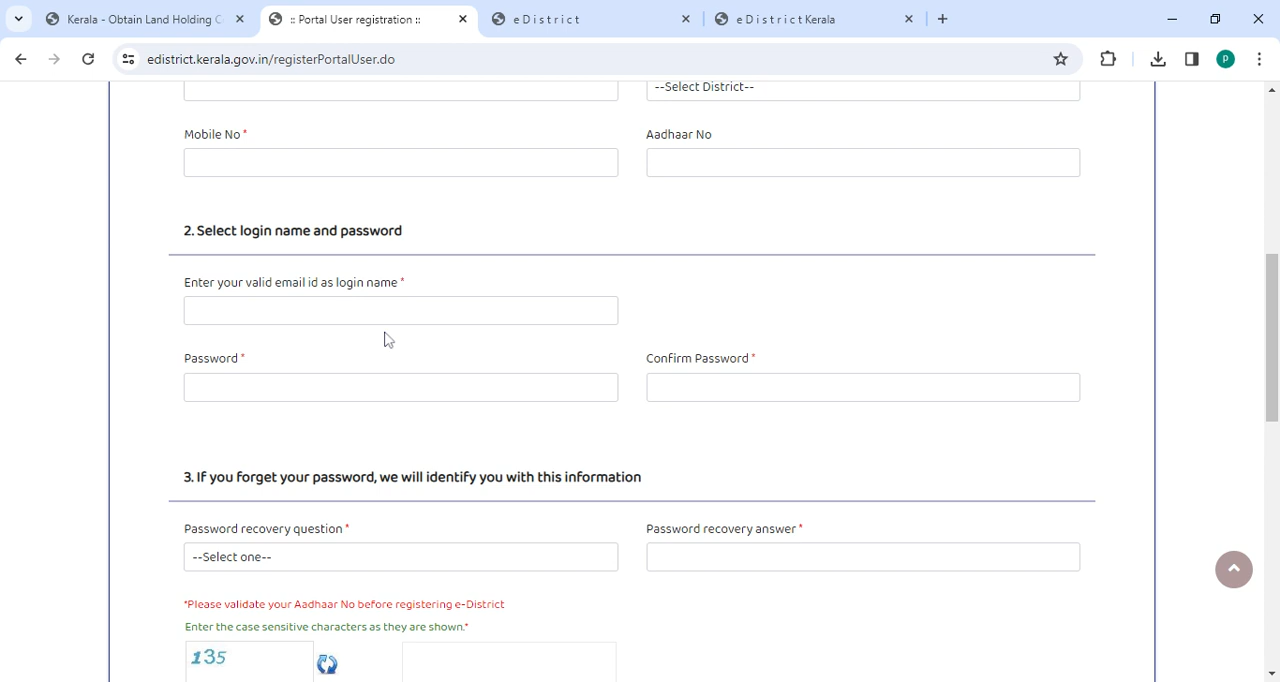 Kerala - Obtain Land Holding C
:: Portal User registration ::
e D i s t r i c t
e D i s t r i c t Kerala
edistrict.kerala.gov.in/registerPortalUser.do
P
--Select District--
Mobile No *
Aadhaar No
2. Select login name and password
Enter your valid email id as login name *
Password *
Confirm Password *
3. If you forget your password, we will identify you with this information
Password recovery question *
Password recovery answer *
--Select one--
*Please validate your Aadhaar No before registering e-District
Enter the case sensitive characters as they are shown.*
135